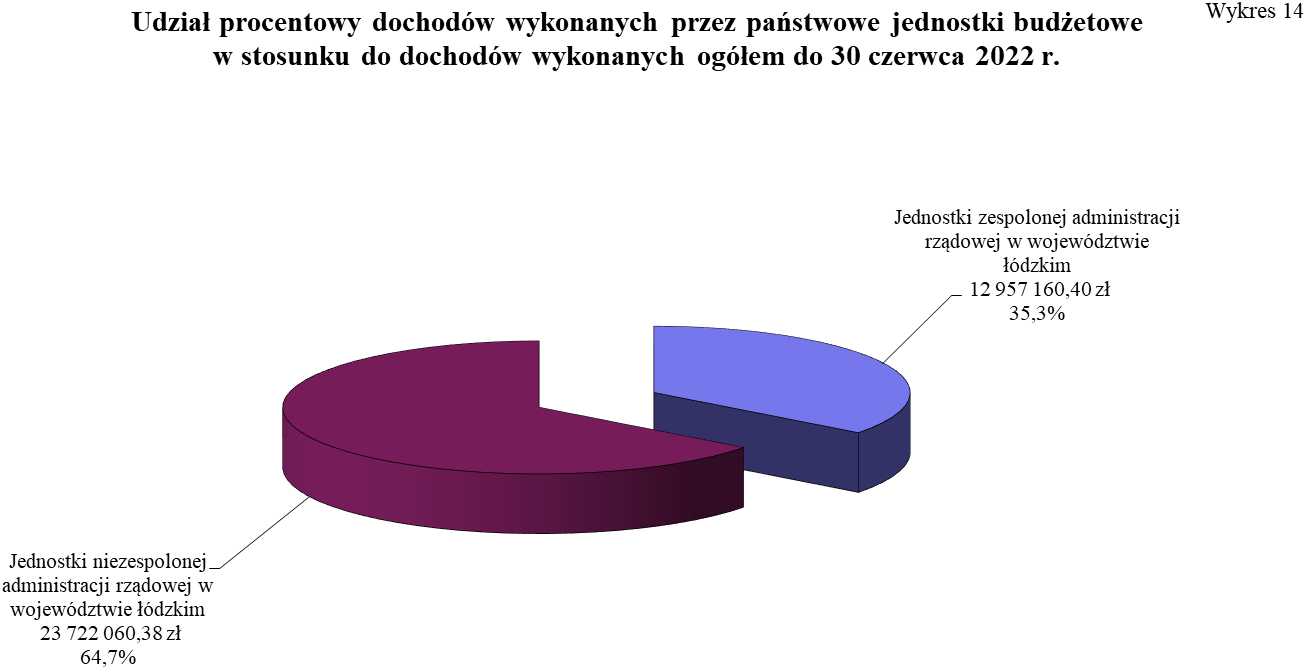 Wykres 14
Udział procentowy dochodów wykonanych przez państwowe jednostki budżetowe
w stosunku do dochodów wykonanych ogółem do 30 czerwca 2022 r.
Jednostki zespolonej administracji
rządowej w województwie
łódzkim
12 957 160,40 zł
35,3%
Jednostki niezespolonej
administracji rządowej w
województwie łódzkim
23 722 060,38 zł
64,7%